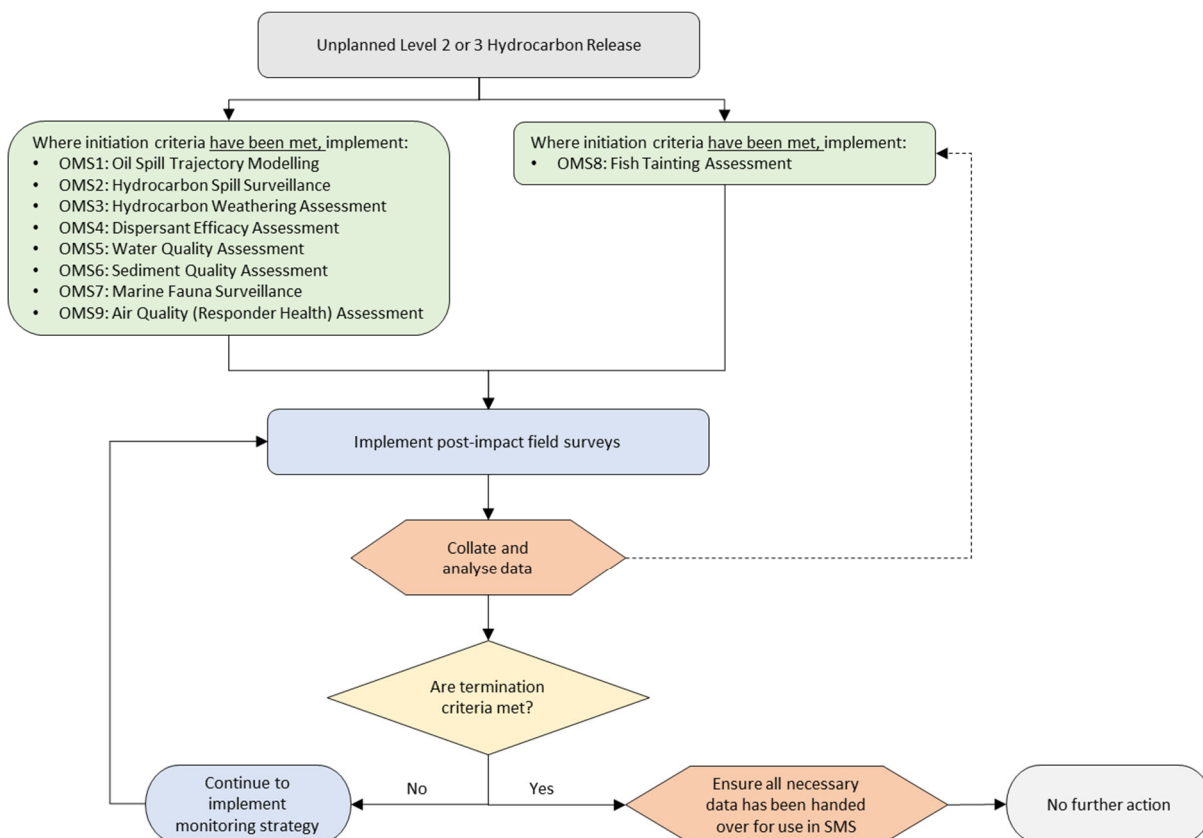 Unplanned Level 2 or 3 Hydrocarbon Release
Where initiation criteria have been met, implement:
• OMS1: Oil Spill Trajectory Modelling
• OMS2: Hydrocarbon Spill Surveillance
• OMS3: Hydrocarbon Weathering Assessment
• OMS4: Dispersant Efficacy Assessment
• OMS5: Water Quality Assessment
• OMS6: Sediment Quality Assessment
• OMS7: Marine Fauna Surveillance
• OMS9: Air Quality (Responder Health) Assessment
Where initiation criteria have been met, implement:
• OMS8: Fish Tainting Assessment
Implement post-impact field surveys
Collate and
analyse data
Are termination
criteria met?
No
Yes
Continue to
implement
monitoring strategy
Ensure all necessary
data has been handed
over for use in SMS
No further action